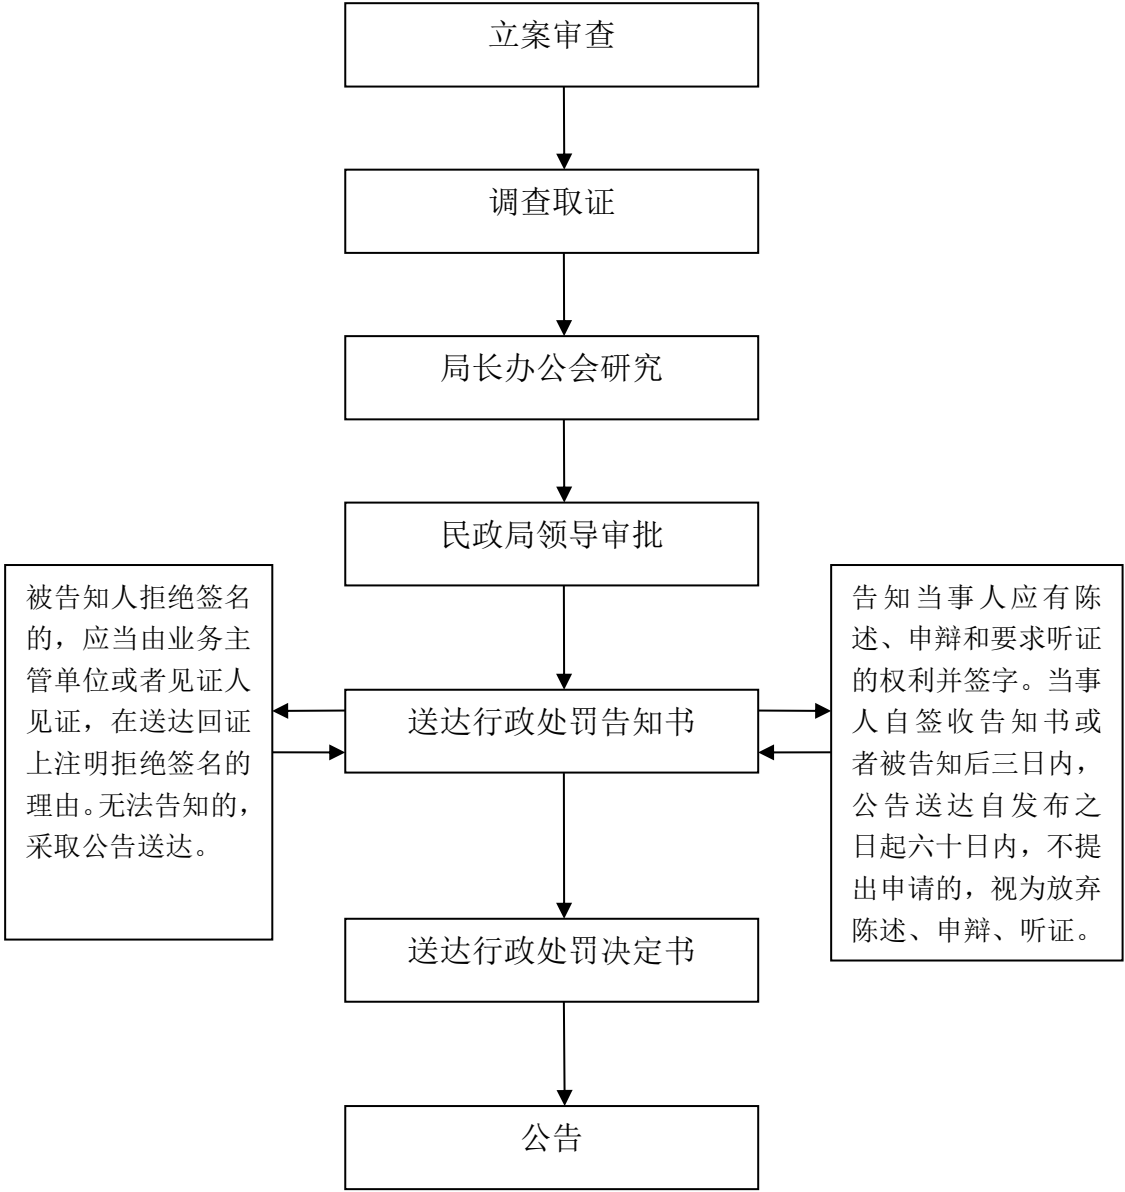 立案审查
调查取证
局长办公会研究
民政局领导审批
被告知人拒绝签名
的，应当由业务主
管单位或者见证人
见证，在送达回证
上注明拒绝签名的
理由。无法告知的，
采取公告送达。
送达行政处罚告知书
告知当事人应有陈
述、申辩和要求听证
的权利并签字。当事
人自签收告知书或
者被告知后三日内，
公告送达自发布之
日起六十日内，不提
出申请的，视为放弃
陈述、申辩、听证。
送达行政处罚决定书
公告